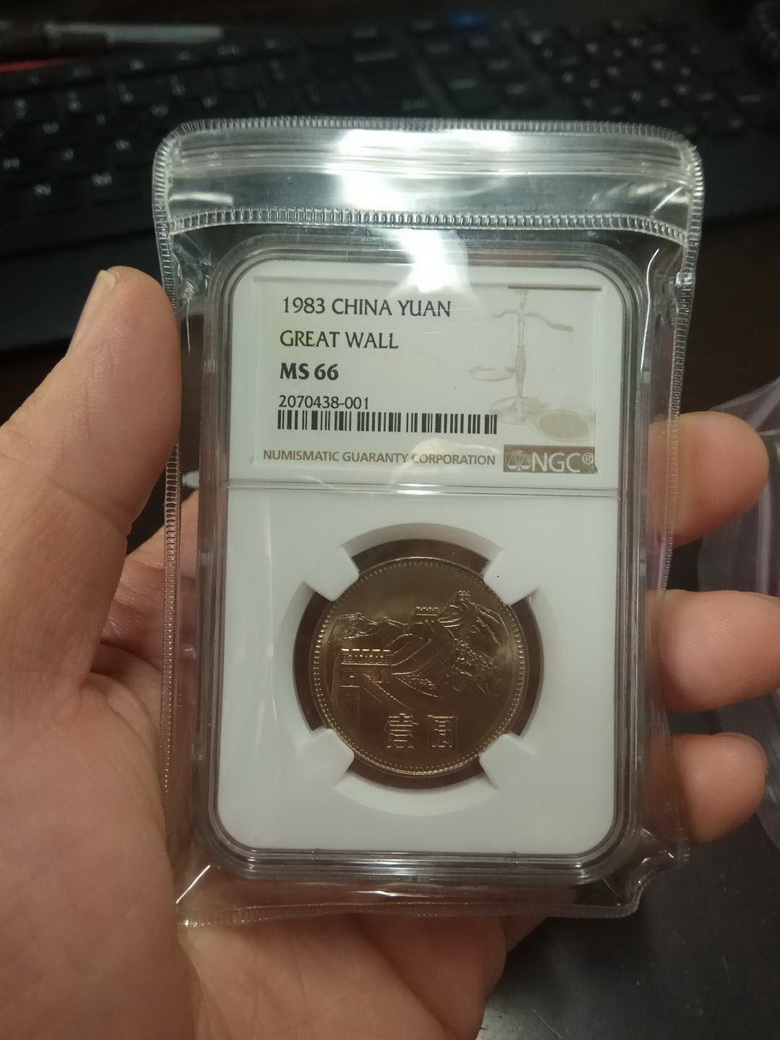 1983 CHINA YUAN
GREAT WALL
MS 66
2070438-001
NUMISMATIC GUARANTY CORPORATION NGC®
壹圆